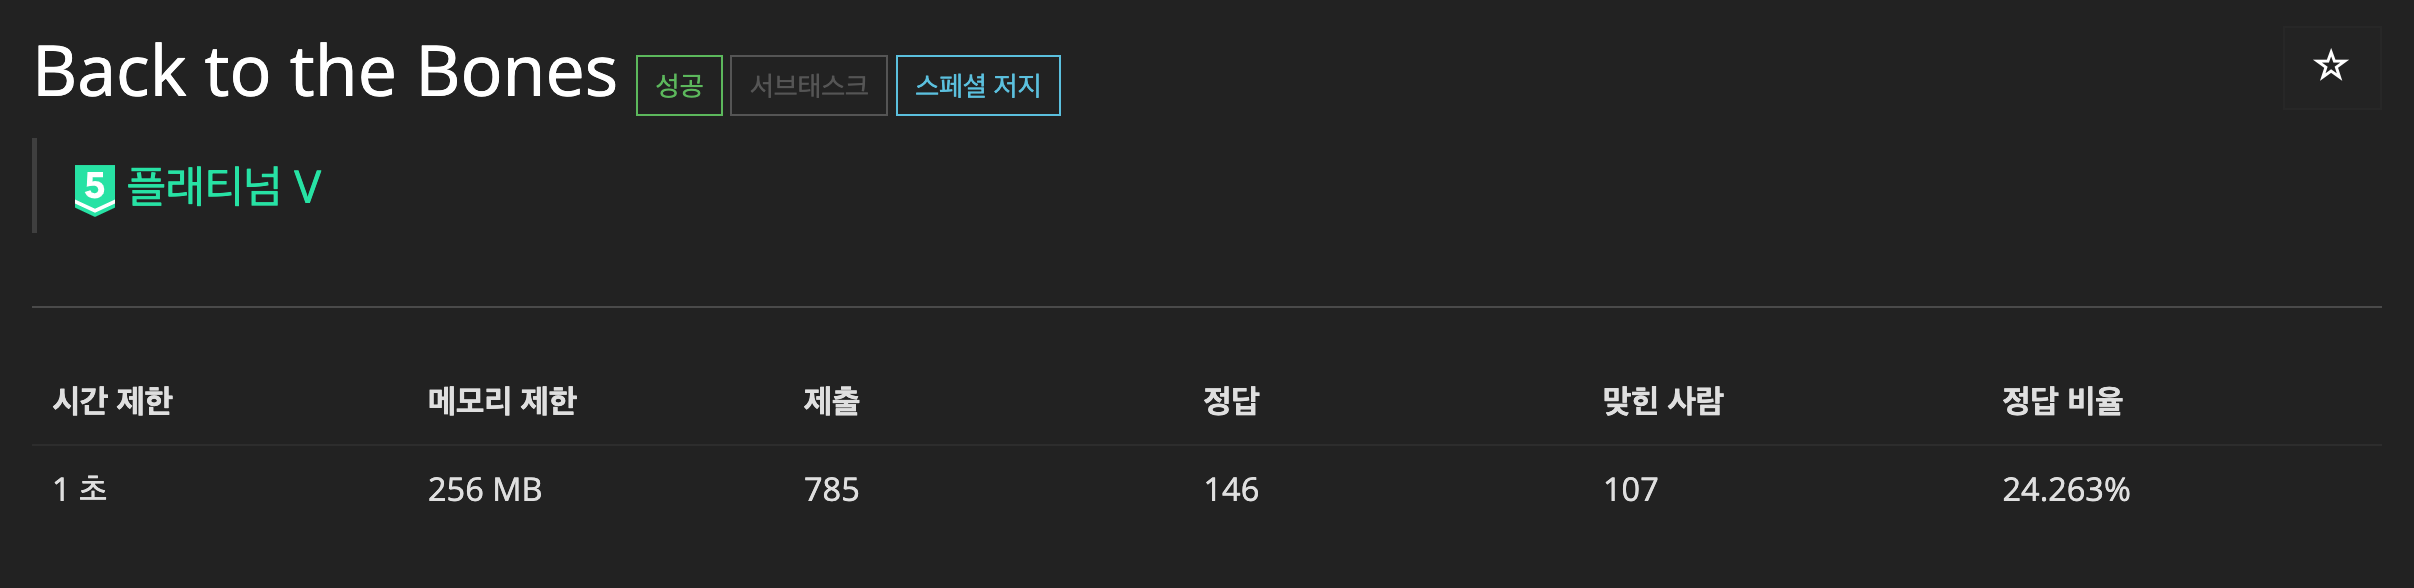 Back to the Bones 성공 서브태스크 스페셜 저지
5 플래티넘 V
시간 제한 메모리 제한 제출 정답 맞힌 사람 정답 비율
1 초 256 MB 785 146 107 24.263%